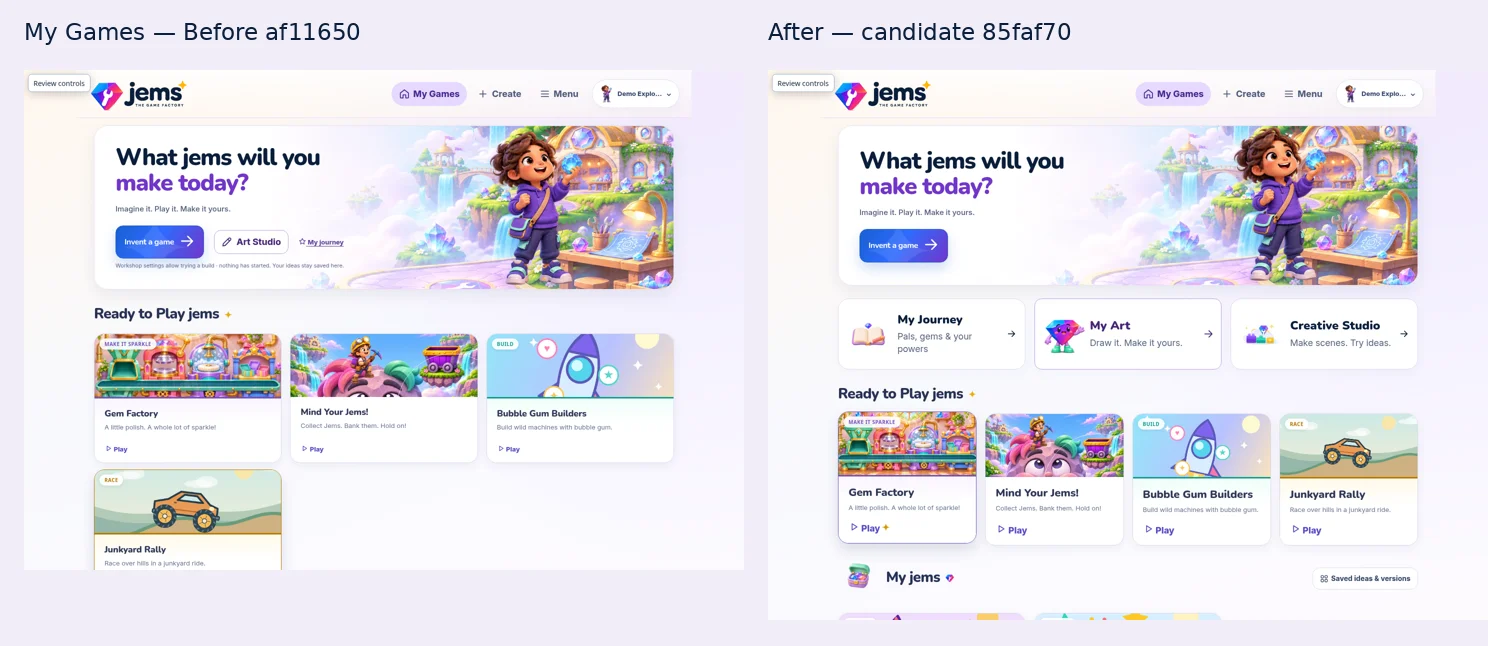 My Games — Before af11650
Review controls
jems
THE GAME FACTORY
My Games
Create
Menu
Demo Explo...
What jems will you
make today?
Imagine it. Play it. Make it yours.
Invent a game
Art Studio
My journey
Workshop settings allow trying a build · nothing has started. Your ideas stay saved here.
Ready to Play jems
MAKE IT SPARKLE
Gem Factory
A little polish. A whole lot of sparkle!
Play
Mind Your Jems!
Collect Jems. Bank them. Hold on!
Play
BUILD
Bubble Gum Builders
Build wild machines with bubble gum.
Play
RACE
Junkyard Rally
Race over hills in a junkyard ride.
After — candidate 85faf70
Review controls
jems
THE GAME FACTORY
My Games
Create
Menu
Demo Explo...
What jems will you
make today?
Imagine it. Play it. Make it yours.
Invent a game
My Journey
Pals, gems & your
powers
My Art
Draw it. Make it yours.
Creative Studio
Make scenes. Try ideas.
Ready to Play jems
MAKE IT SPARKLE
Gem Factory
A little polish. A whole lot of sparkle!
Play
Mind Your Jems!
Collect Jems. Bank them. Hold on!
Play
BUILD
Bubble Gum Builders
Build wild machines with bubble gum.
Play
RACE
Junkyard Rally
Race over hills in a junkyard ride.
Play
My jems
Saved ideas & versions